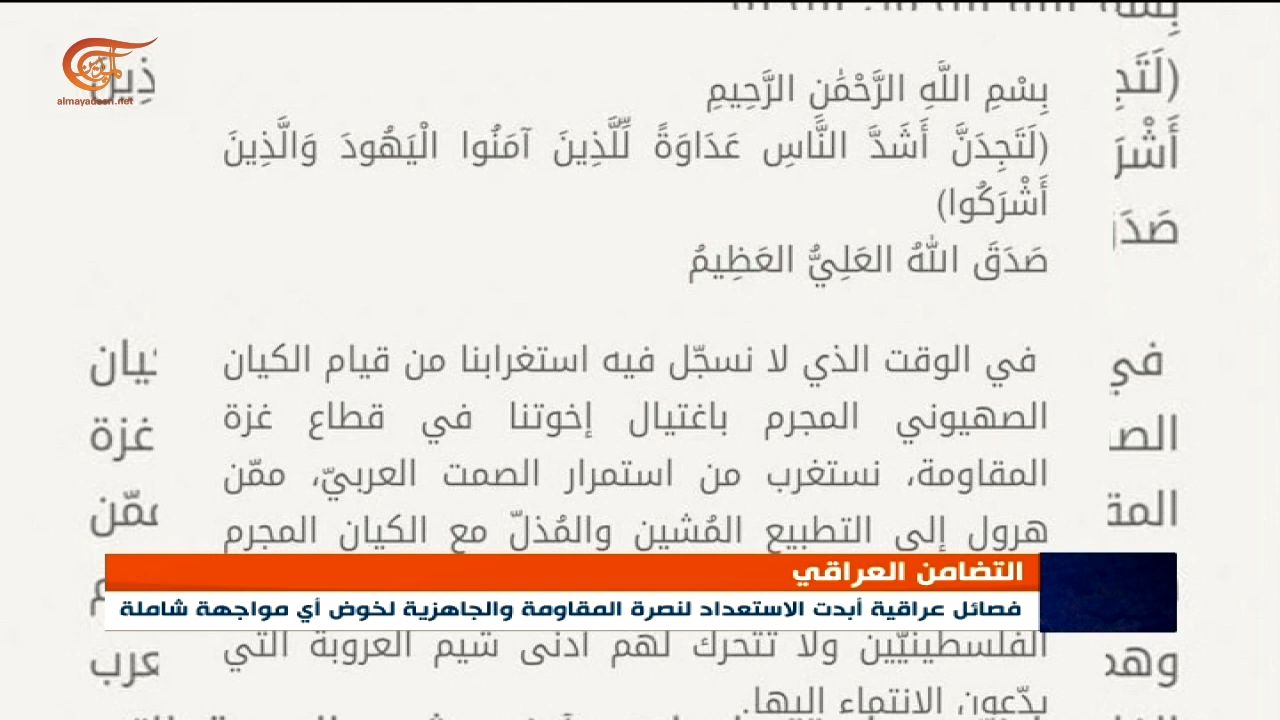 almayadeen.net
بِسْمِ اللَّهِ الرَّحْمَٰنِ الرَّحِيمِ
(لَتَجِدَنَّ أَشَدَّ النَّاسِ عَدَاوَةً لِّلَّذِينَ آمَنُوا الْيَهُودَ وَالَّذِينَ
أَشْرَكُوا)
صَدَقَ اللهُ العَلِيُّ العَظِيمُ
في الوقت الذي لا نسجّل فيه استغرابنا من قيام الكيان
الصهيوني المجرم باغتيال إخوتنا في قطاع غزة
المقاومة، نستغرب من استمرار الصمت العربيّ، ممّن
هرول إلى التطبيع المُشين والمُذلّ مع الكيان المجرم
التضامن العراقي
فصائل عراقية أبدت الاستعداد لنصرة المقاومة والجاهزية لخوض أي مواجهة شاملة
الفلسطينيّين ولا تتحرك لهم أدنى شيم العروبة التي
يدّعون الانتماء إليها.